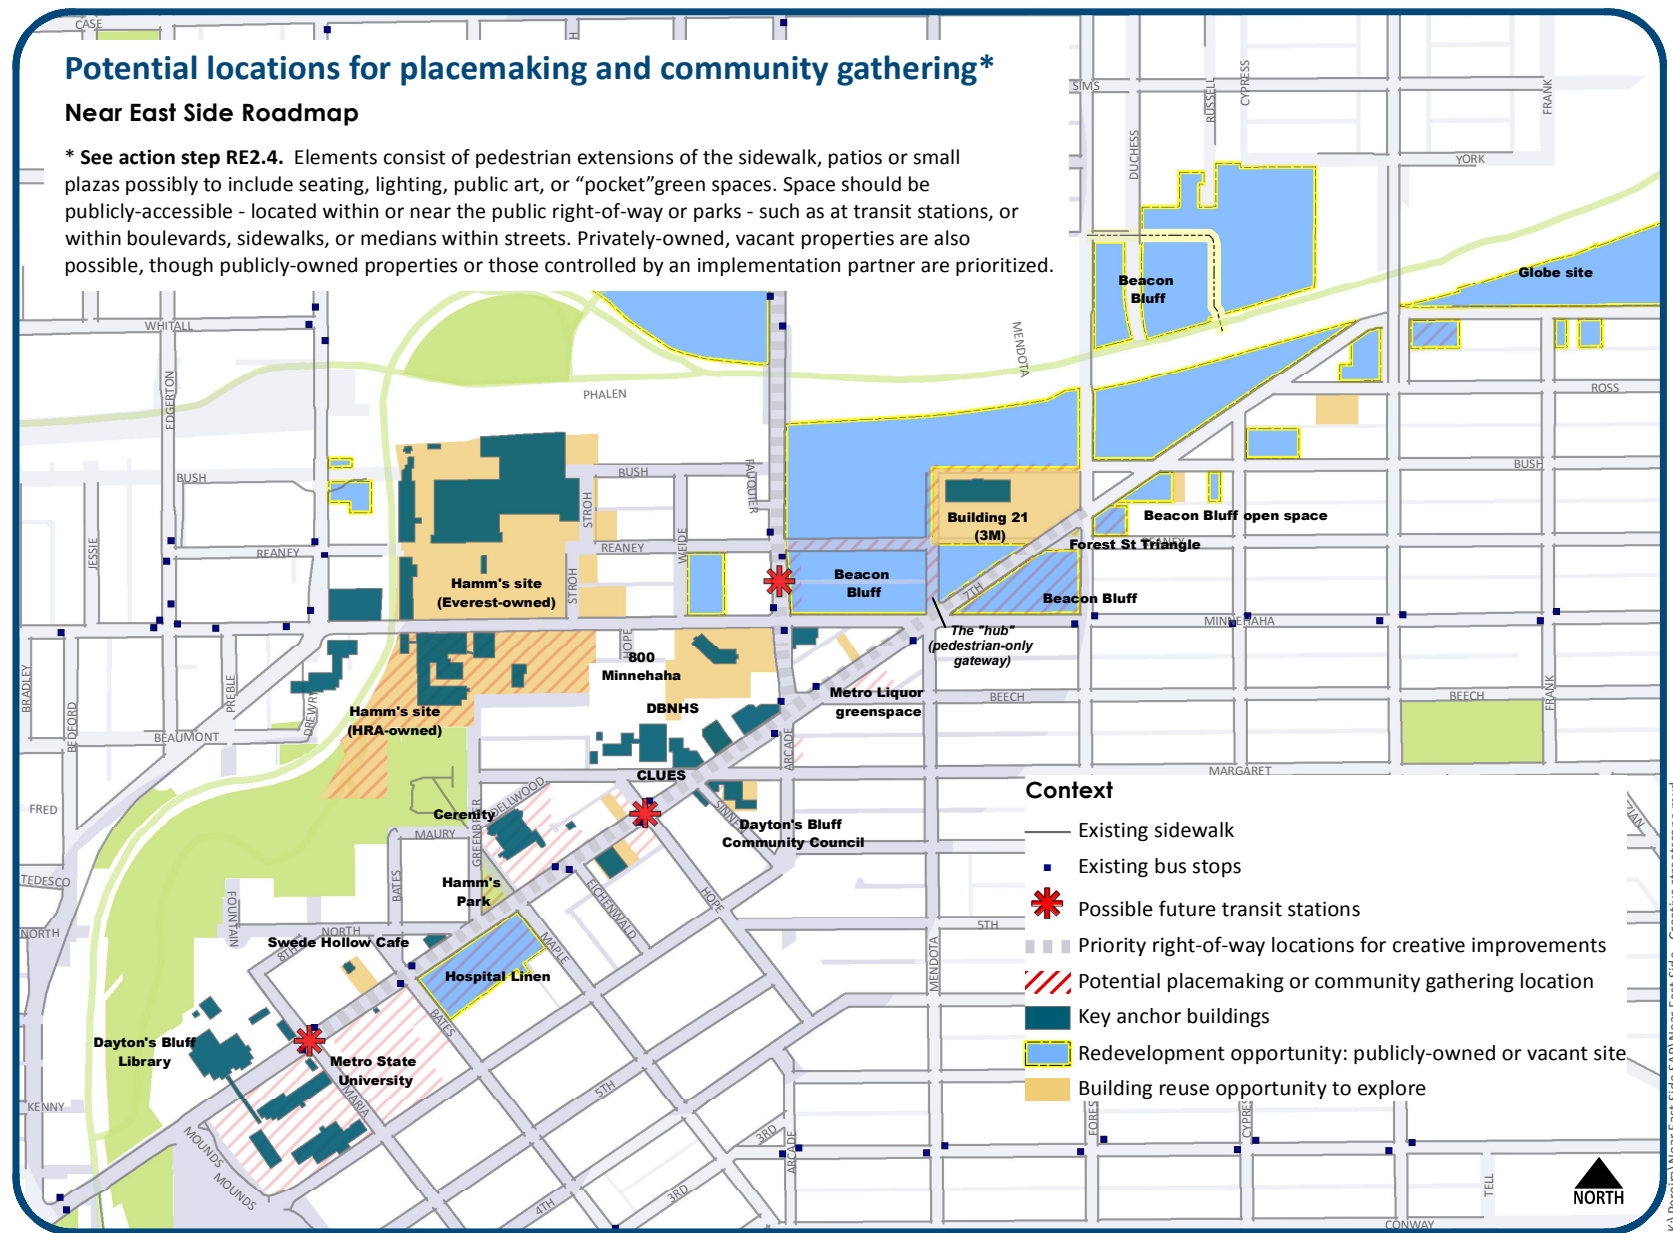 CASE
Potential locations for placemaking and community gathering*
Near East Side Roadmap
* See action step RE2.4. Elements consist of pedestrian extensions of the sidewalk, patios or small
plazas possibly to include seating, lighting, public art, or “pocket”green spaces. Space should be
publicly-accessible - located within or near the public right-of-way or parks - such as at transit stations, or
within boulevards, sidewalks, or medians within streets. Privately-owned, vacant properties are also
possible, though publicly-owned properties or those controlled by an implementation partner are prioritized.
SIMS
DUCHESS
RUSSELL
CYPRESS
FRANK
YORK
Beacon
Bluff
Globe site
WHITALL
EDGERTON
MENDOTA
PHALEN
ROSS
BUSH
BUSH
FAUQUIER
BUSH
STROH
Building 21
(3M)
Beacon Bluff open space
JESSIE
REANEY
REANEY
WEIDE
Forest St Triangle
Hamm's site
(Everest-owned)
STROH
Beacon
Bluff
7TH
Beacon Bluff
MINNEHAHA
The "hub"
(pedestrian-only
gateway)
HOPE
800
Minnehaha
BRADLEY
BEDFORD
PREBLE
DREWRY
Metro Liquor
greenspace
BEECH
BEECH
FRANK
Hamm's site
(HRA-owned)
DBNHS
BEAUMONT
ARCADE
CLUES
MARGARET
FRED
DELLWOOD
SINNE
Cerenity
MAURY
GREENBRIER
Dayton's Bluff
Community Council
TEDESCO
Hamm's
Park
BATES
EICHENWALD
HOPE
FOUNTAIN
NORTH
NORTH
5TH
Swede Hollow Cafe
8TH
MAPLE
MENDOTA
Hospital Linen
BATES
Dayton's Bluff
Library
Metro State
University
MARIA
5TH
KENNY
MOUNDS
MOUNDS
3RD
ARCADE
3RD
4TH
FORES
CYPRES
TELL
CONWAY
Context
Existing sidewalk
Existing bus stops
Possible future transit stations
Priority right-of-way locations for creative improvements
Potential placemaking or community gathering location
Key anchor buildings
Redevelopment opportunity: publicly-owned or vacant site
Building reuse opportunity to explore
NORTH